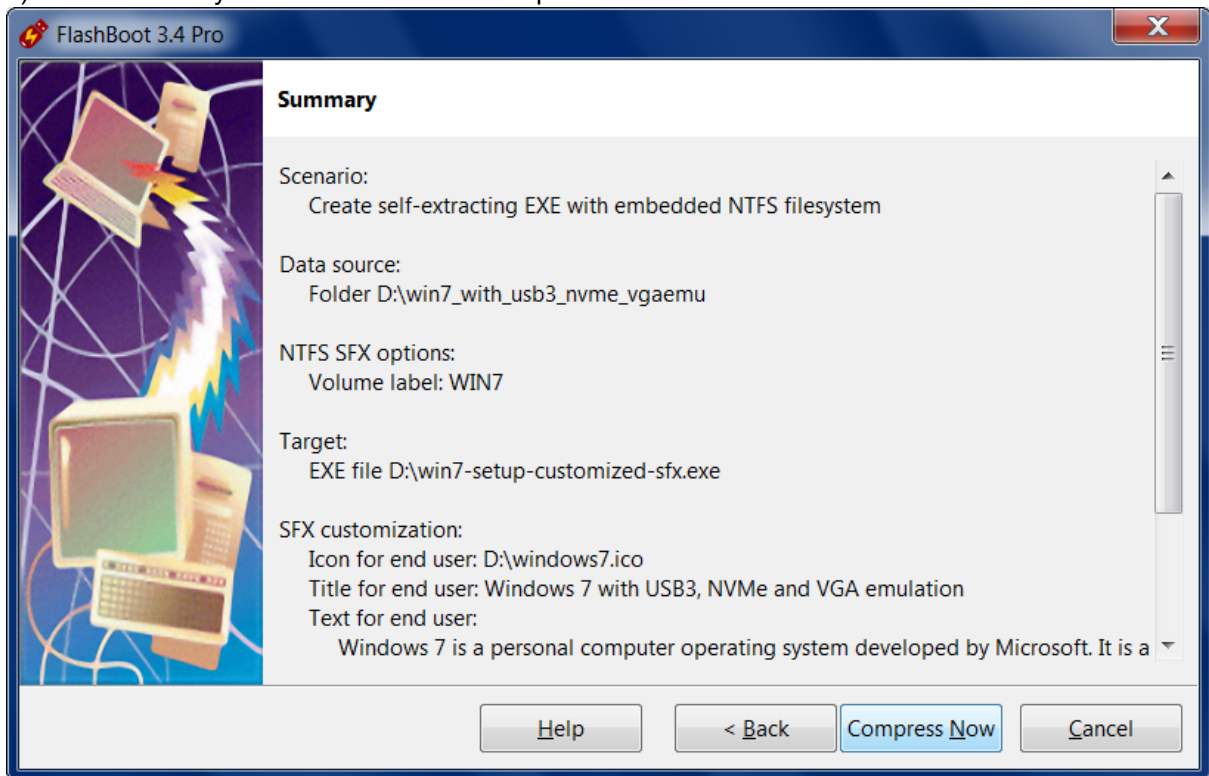 FlashBoot 3.4 Pro
Summary
Scenario:
Create self-extracting EXE with embedded NTFS filesystem
Data source:
Folder D:\win7_with_usb3_nvme_vgaemu
NTFS SFX options:
Volume label: WIN7
Target:
EXE file D:\win7-setup-customized-sfx.exe
SFX customization:
Icon for end user: D:\windows7.ico
Title for end user: Windows 7 with USB3, NVMe and VGA emulation
Text for end user:
Windows 7 is a personal computer operating system developed by Microsoft. It is a
Help
< Back
Compress Now
Cancel